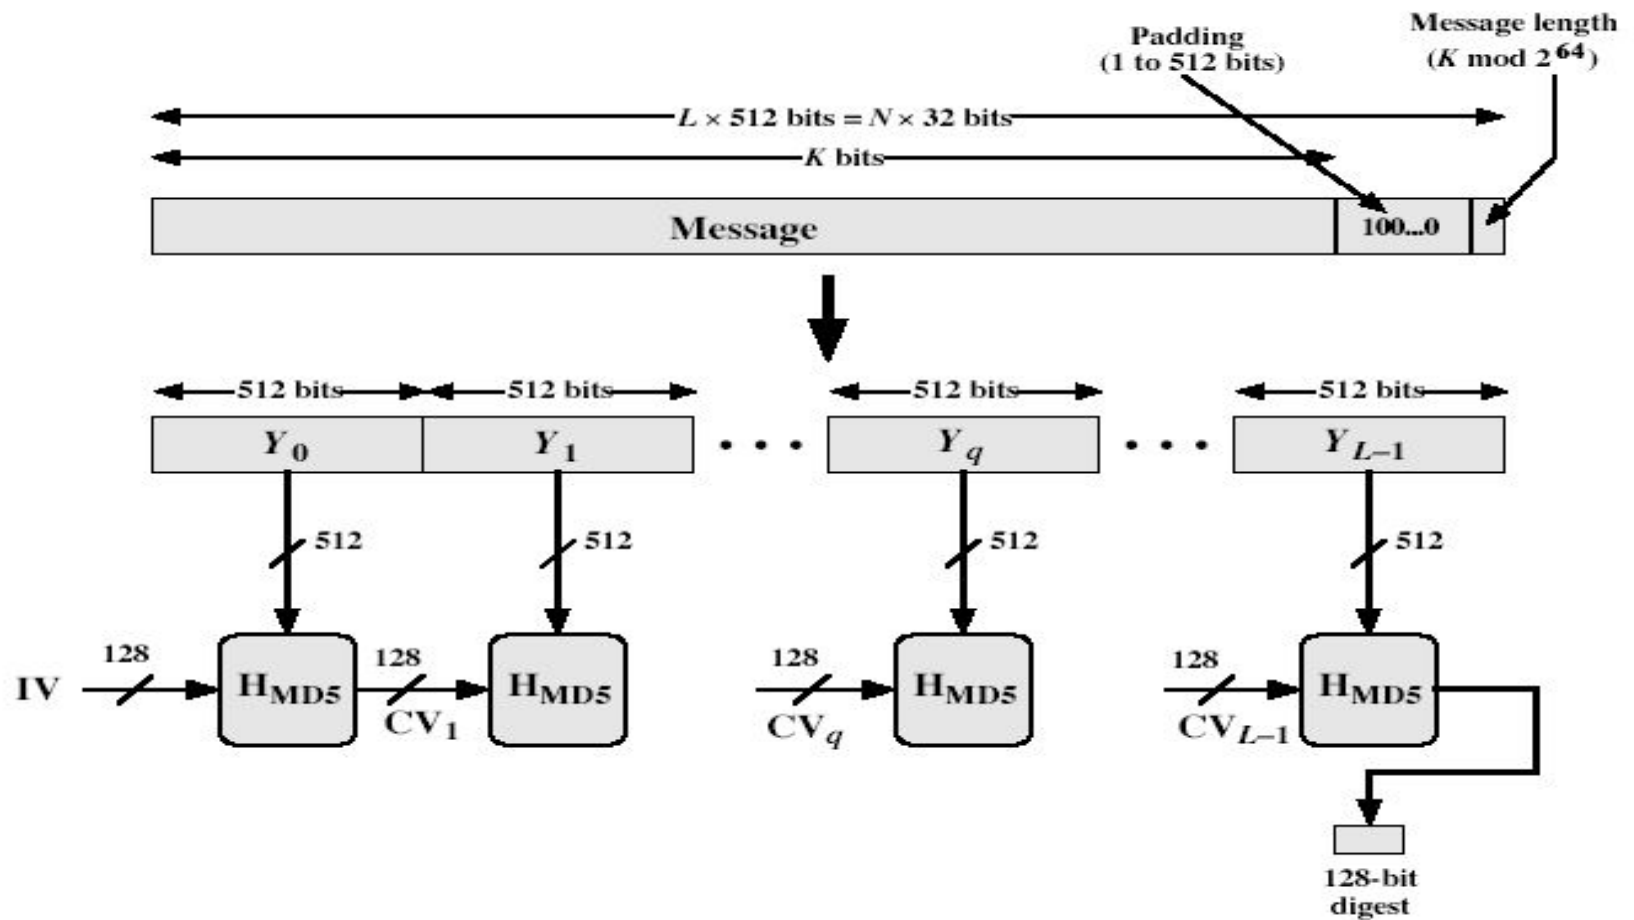 Padding
(1 to 512 bits)
Message length
(K mod 2^64)
L × 512 bits = N × 32 bits
K bits
Message
100...0
512 bits
512 bits
512 bits
512 bits
Y0
Y1
• • •
Yq
• • •
YL–1
512
512
512
512
IV
128
HMD5
128
CV1
HMD5
128
CVq
HMD5
128
CVL–1
HMD5
128-bit
digest